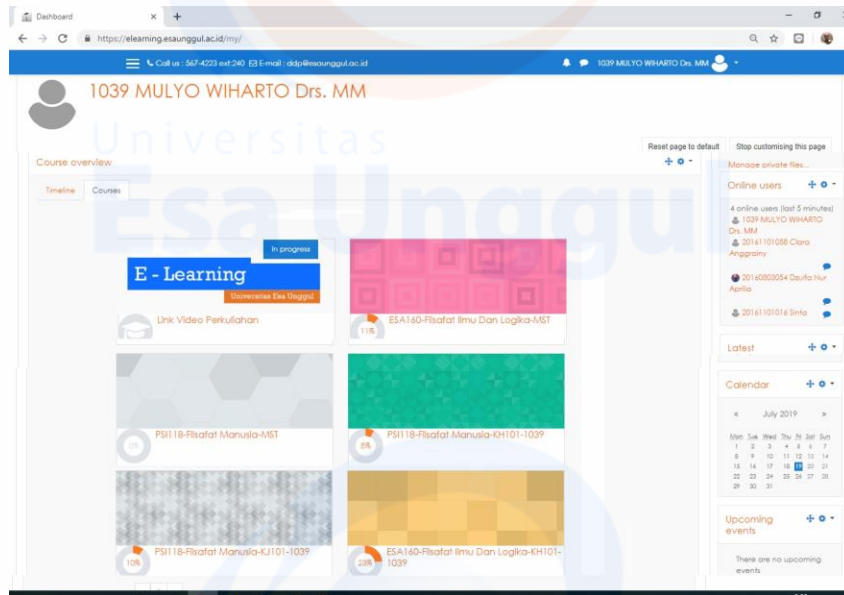 Dashboard
https://elearning.esaunggul.ac.id/my/
Call us : 567-4223 ext:240 E-mail : ddp@esaunggul.ac.id
1039 MULYO WIHARTO Drs. MM
1039 MULYO WIHARTO Drs. MM
Universitas
Esa Unggul
Reset page to default
Stop customising this page
Course overview
Timeline
Courses
In progress
E - Learning
Universitas Esa Unggul
Link Video Perkuliahan
11%
ESA160-Filsafat Ilmu Dan Logika-MST
PSI118-Filsafat Manusia-MST
PSI118-Filsafat Manusia-KH101-1039
10%
PSI118-Filsafat Manusia-KJ101-1039
ESA160-Filsafat Ilmu Dan Logika-KH101-
1039
Manage private files...
Online users
4 online users (last 5 minutes)
1039 MULYO WIHARTO
Drs. MM
20161101088 Clara
Anggrainy
20160803054 Dzulfa Nur
Aprilia
20161101016 Sinta
Latest
Calendar
« July 2019 »
Mon Tue Wed Thu Fri Sat Sun
1 2 3 4 5 6 7
8 9 10 11 12 13 14
15 16 17 18 19 20 21
22 23 24 25 26 27 28
29 30 31
Upcoming
events
There are no upcoming
events